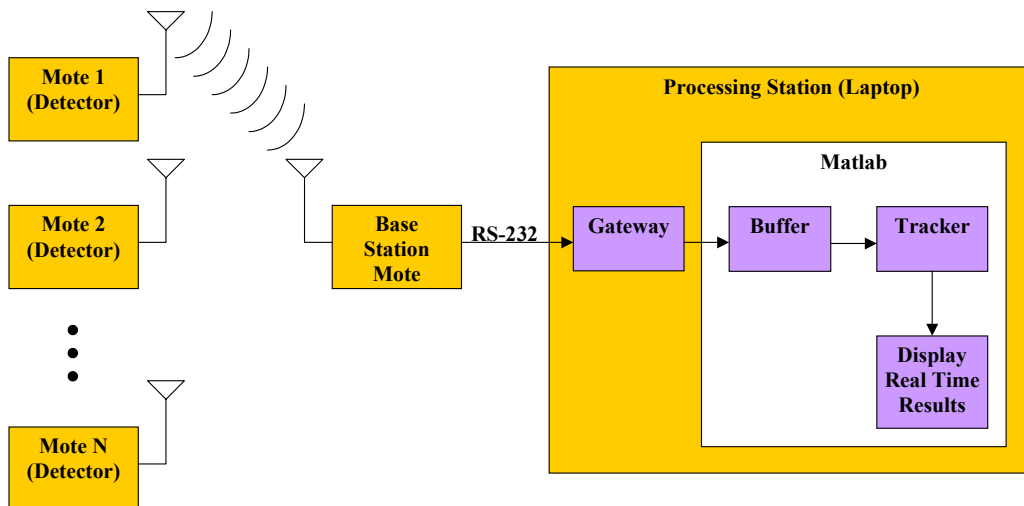 Mote 1
(Detector)
Mote 2
(Detector)
Mote N
(Detector)
Base
Station
Mote
RS-232
Processing Station (Laptop)
Gateway
Matlab
Buffer
Tracker
Display
Real Time
Results